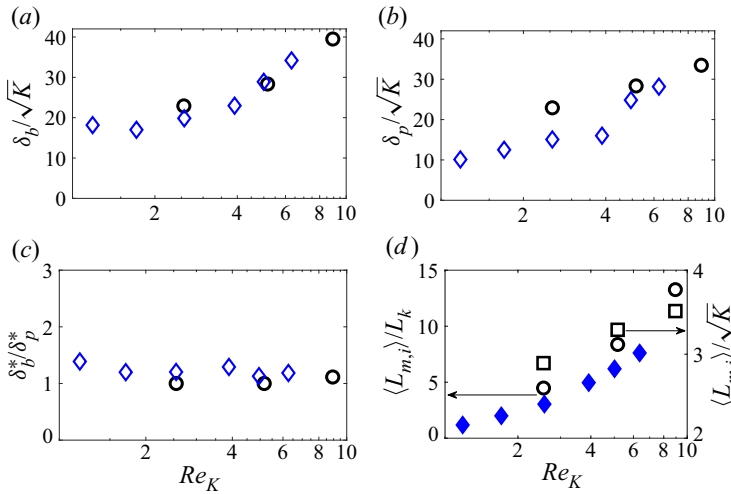 (a)
40
30
20
10
0
δ_b/√K
2 4 6 8 10
(b)
40
30
20
10
0
δ_p/√K
2 4 6 8 10
(c)
3
2
1
0
δ*_b/δ*_p
2 4 6 8 10
Re_K
(d)
15
10
5
0
⟨L_{m,i}⟩/L_k
4
3
2
⟨L_{m,i}⟩/√K
2 4 6 8 10
Re_K